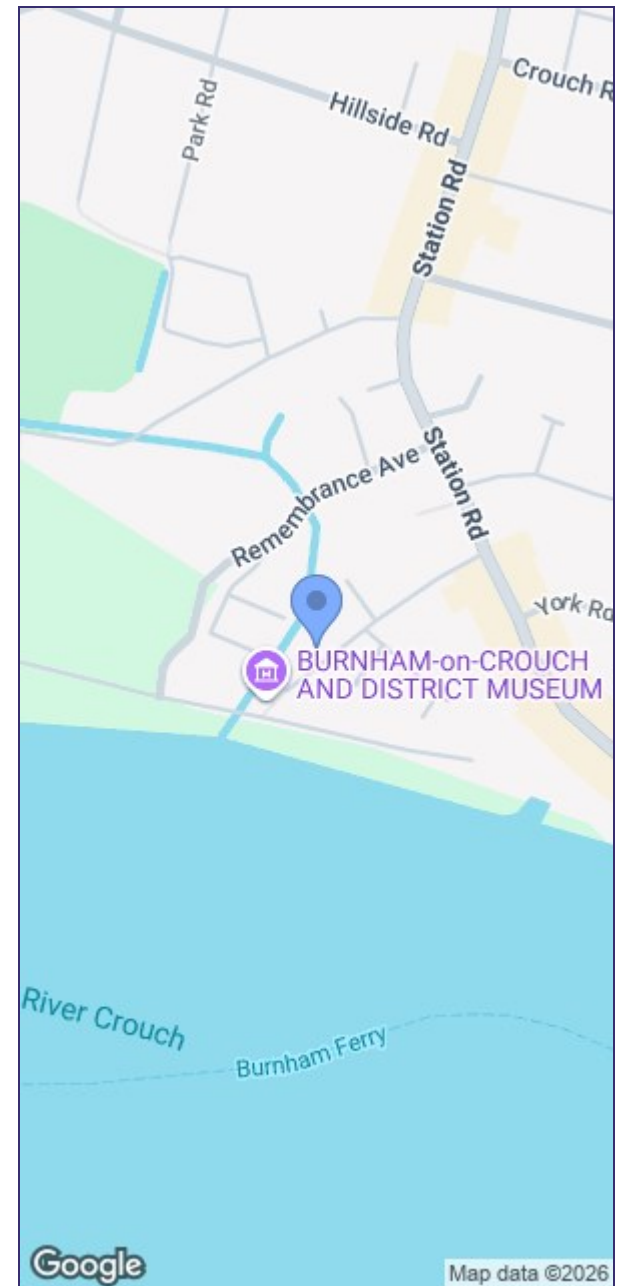 Crouch R
Hillside Rd
Park Rd
Station Rd
Station Rd
Remembrance Ave
York Rd
BURNHAM-on-CROUCH
AND DISTRICT MUSEUM
River Crouch
Burnham Ferry
Google
Map data ©2026